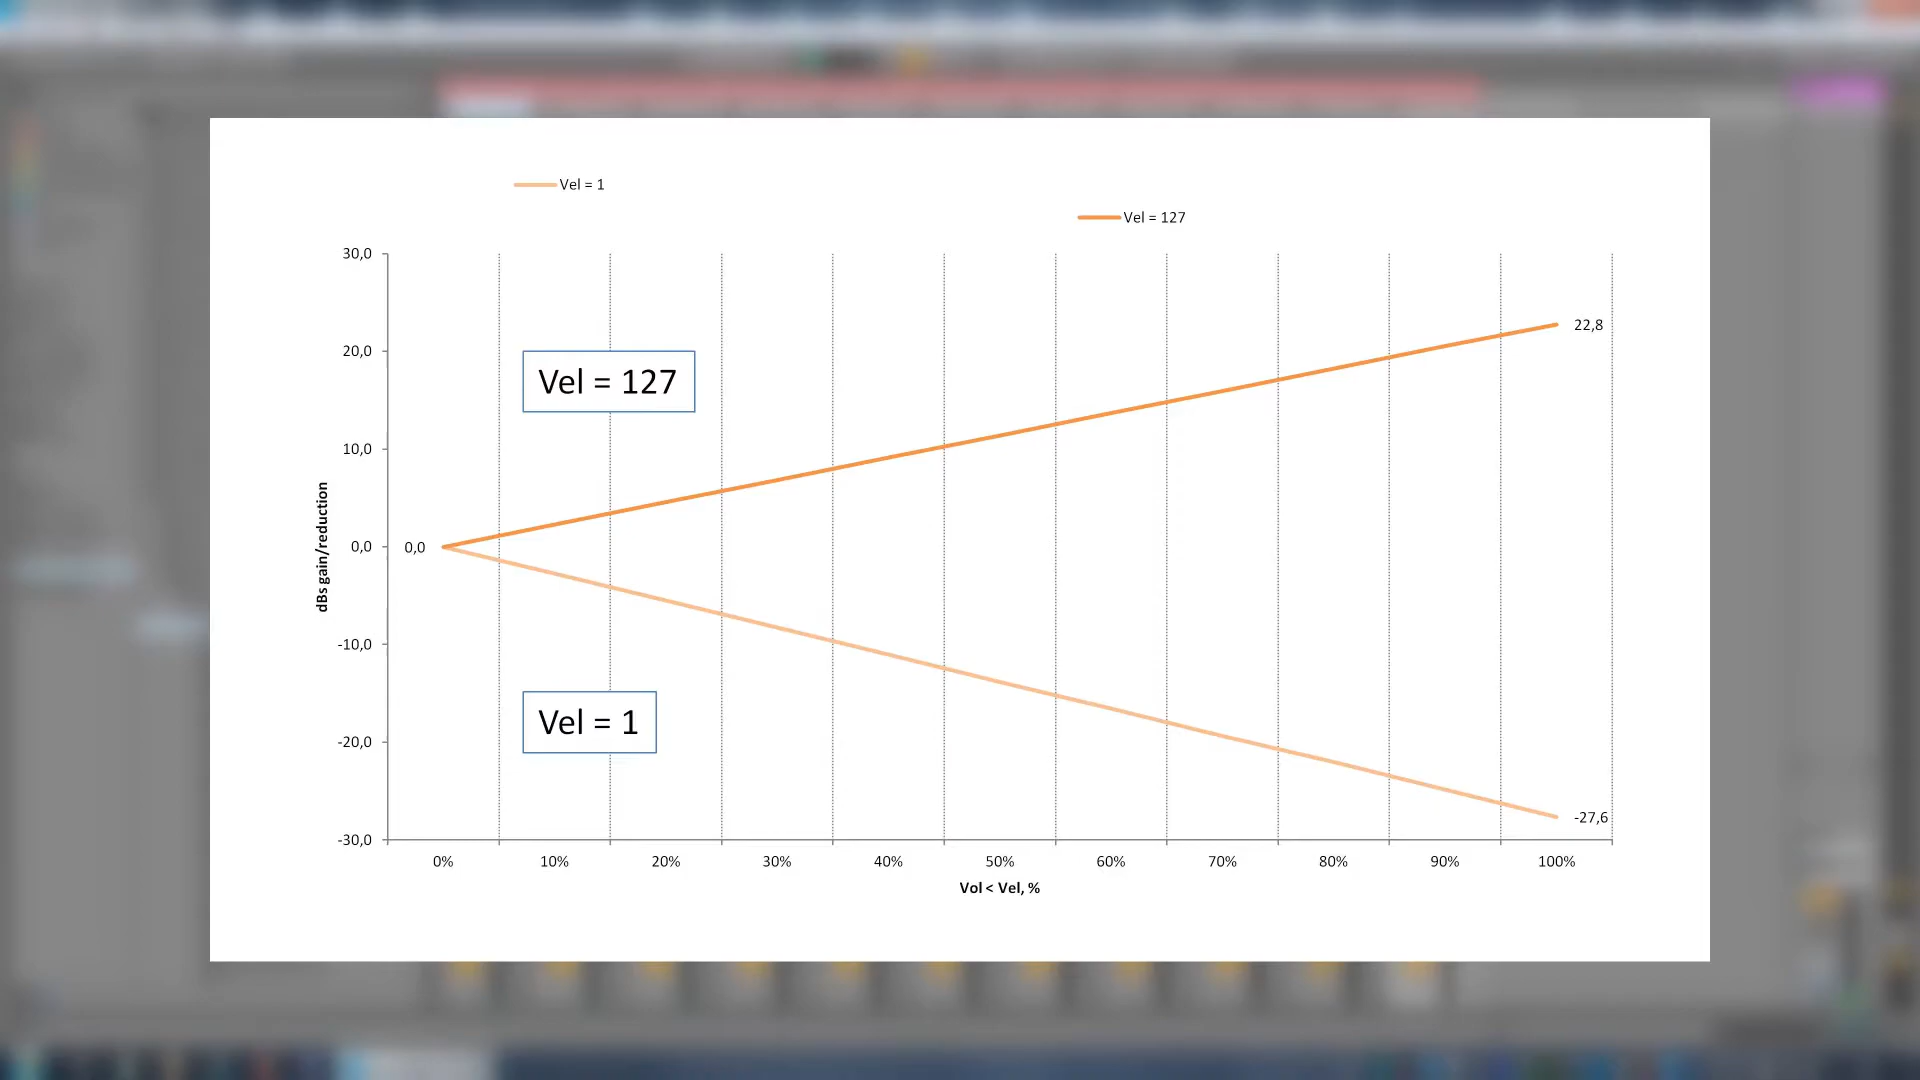 Vel = 1
Vel = 127
30,0
20,0
10,0
0,0
-10,0
-20,0
-30,0
dBs gain/reduction
Vel = 127
Vel = 1
0,0
22,8
-27,6
0% 10% 20% 30% 40% 50% 60% 70% 80% 90% 100%
Vol < Vel, %